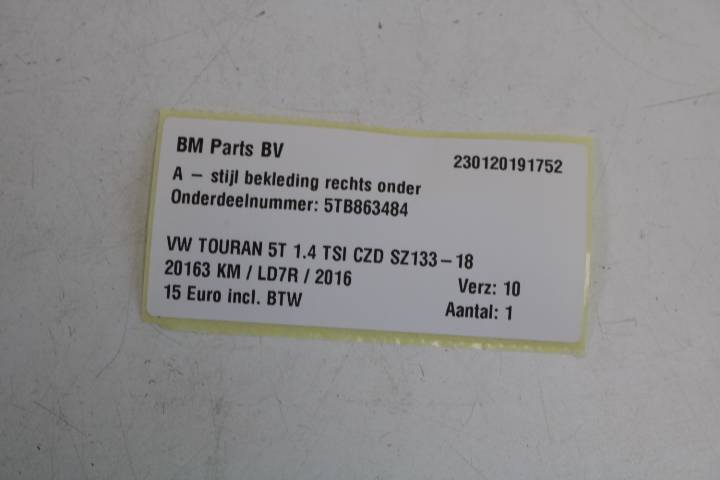 BM Parts BV 230120191752
A - stijl bekleding rechts onder
Onderdeelnummer: 5TB863484
VW TOURAN 5T 1.4 TSI CZD SZ133-18
20163 KM / LD7R / 2016 Verz: 10
15 Euro incl. BTW Aantal: 1